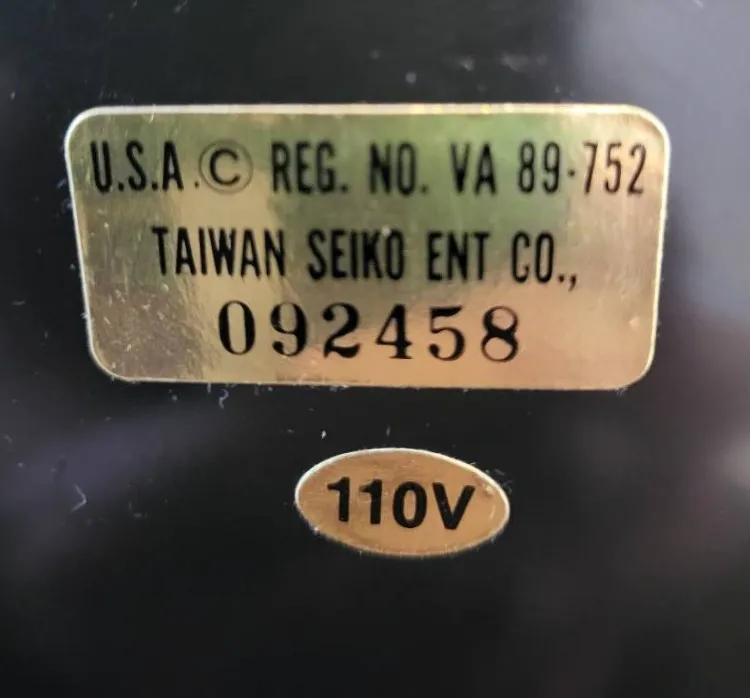 U.S.A.© REG. NO. VA 89-752
TAIWAN SEIKO ENT CO.,
092458
110V